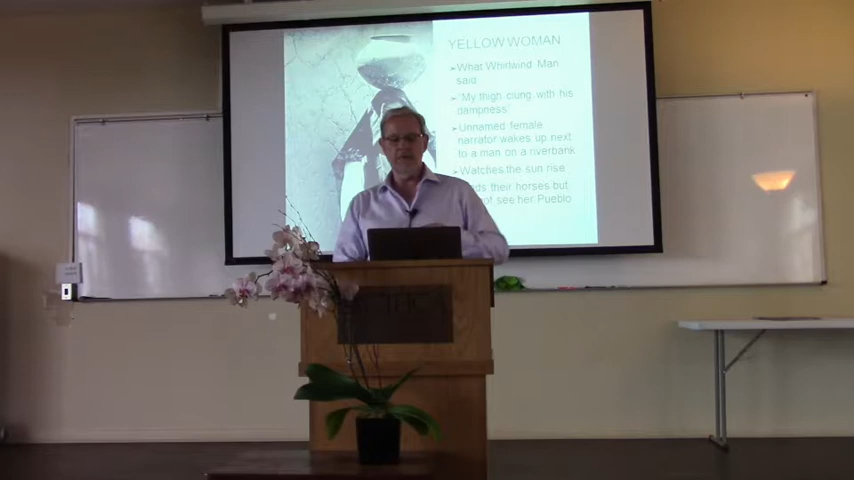 YELLOW WOMAN
➢What Whirlwind Man
said
➢"My thigh clung with his
dampness"
➢Unnamed female
narrator wakes up next
to a man on a riverbank
➢Watches the sun rise
their horses but
see her Pueblo